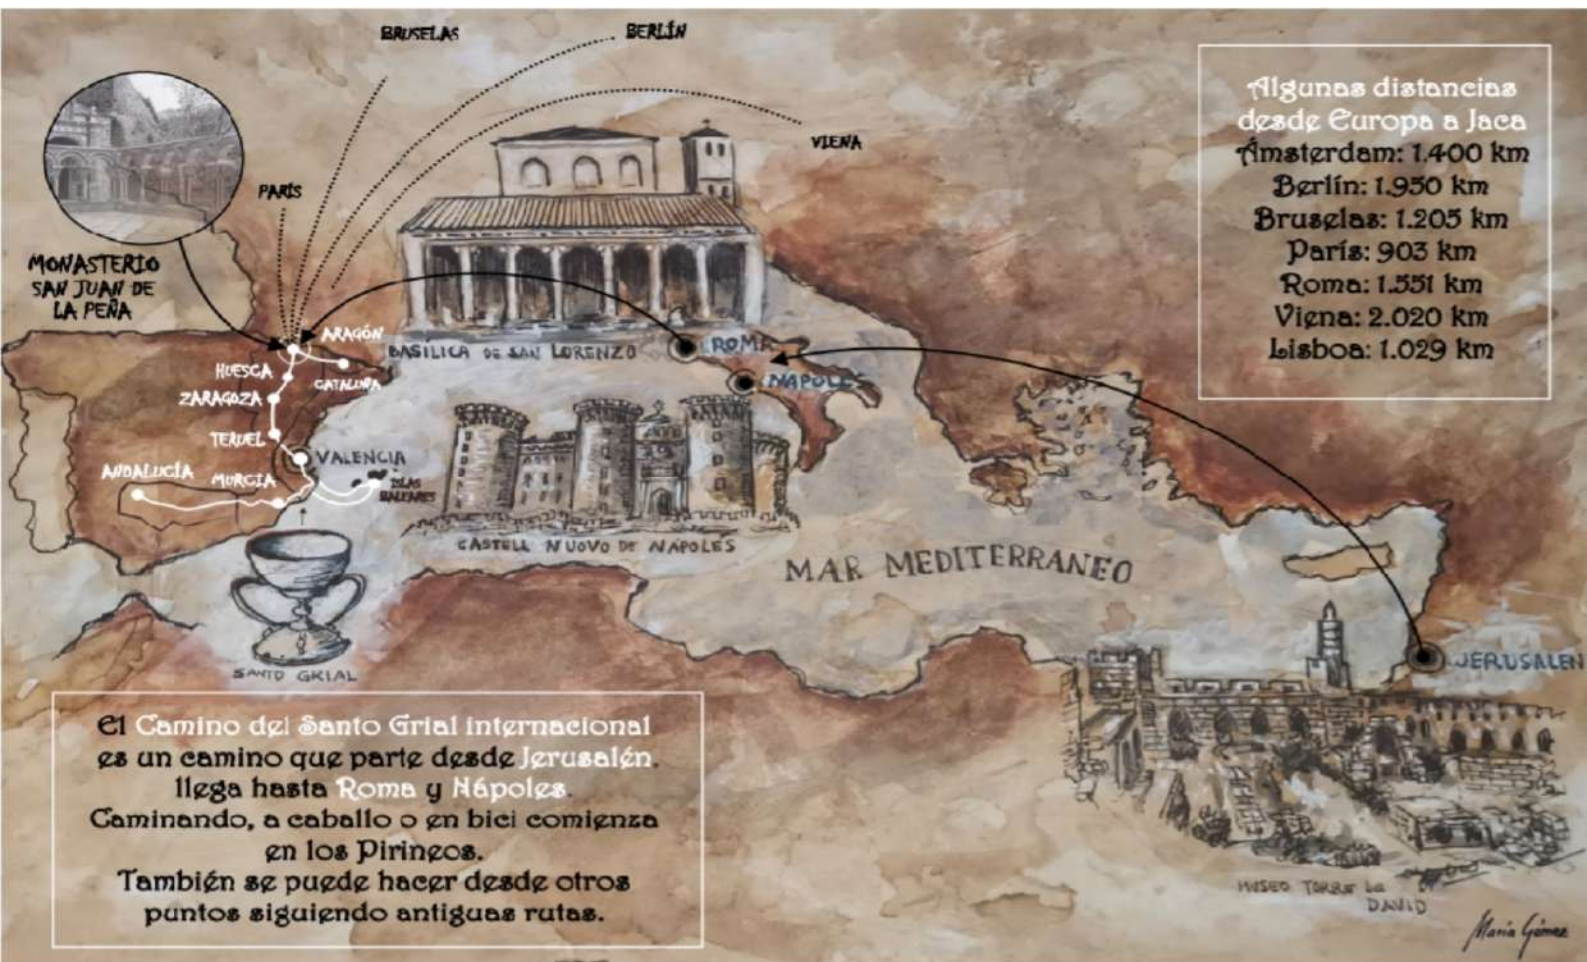 BRUSELAS
BERLÍN
VIENA
PARÍS
MONASTERIO
SAN JUAN DE
LA PEÑA
Algunas distancias
desde Europa a Jaca
Ámsterdam: 1.400 km
Berlín: 1.950 km
Bruselas: 1.205 km
París: 903 km
Roma: 1.551 km
Viena: 2.020 km
Lisboa: 1.029 km
ARAGÓN
BASÍLICA DE SAN LORENZO
ROMA
HUESCA
CATALUÑA
NAPOLES
ZARAGOZA
TERUEL
VALENCIA
ANDALUCÍA
MURCIA
ISLAS
BALEARES
CASTELL NUOVO DE NÁPOLES
MAR MEDITERRANEO
SANTO GRIAL
JERUSALÉN
El Camino del Santo Grial internacional
es un camino que parte desde Jerusalén,
llega hasta Roma y Nápoles.
Caminando, a caballo o en bici comienza
en los Pirineos.
También se puede hacer desde otros
puntos siguiendo antiguas rutas.
MUSEO TORRE
DAVID
María Gómez